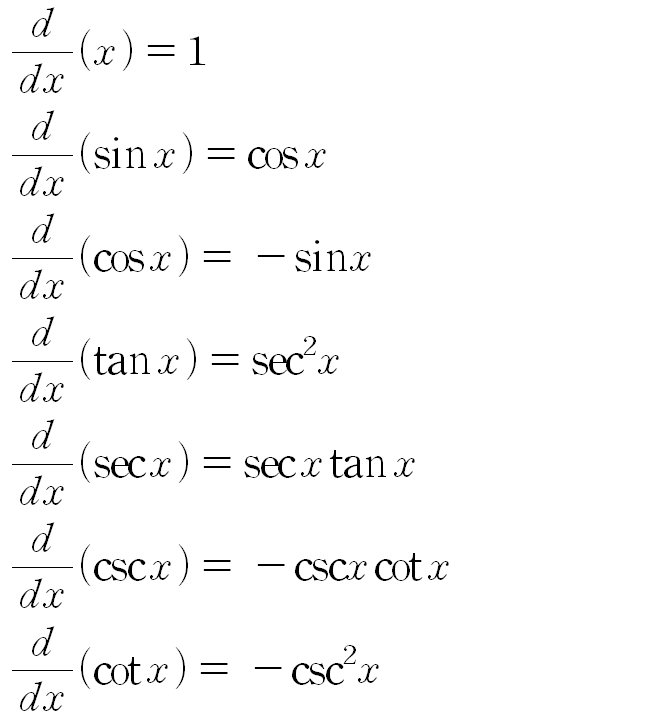 d/dx (x) = 1
d/dx (sin x) = cos x
d/dx (cos x) = − sin x
d/dx (tan x) = sec²x
d/dx (sec x) = sec x tan x
d/dx (csc x) = − csc x cot x
d/dx (cot x) = − csc²x